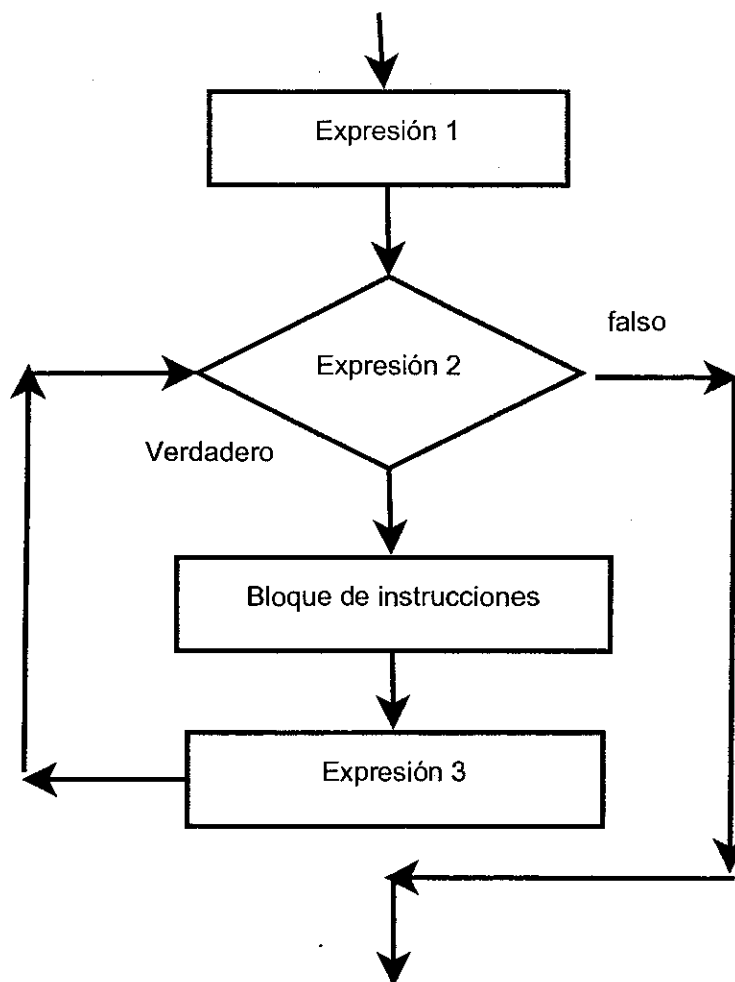 Expresión 1
falso
Expresión 2
Verdadero
Bloque de instrucciones
Expresión 3